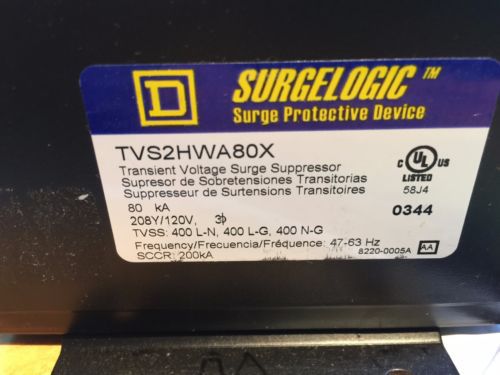 D
SURGELOGIC™
Surge Protective Device
TVS2HWA80X
Transient Voltage Surge Suppressor
Supresor de Sobretensiones Transitorias
Suppresseur de Surtensions Transitoires
80 kA
208Y/120V, 3Φ
TVSS: 400 L-N, 400 L-G, 400 N-G
Frequency/Frecuencia/Fréquence: 47-63 Hz
SCCR: 200kA
C UL US
LISTED
58J4
0344
8220-0005A
AA